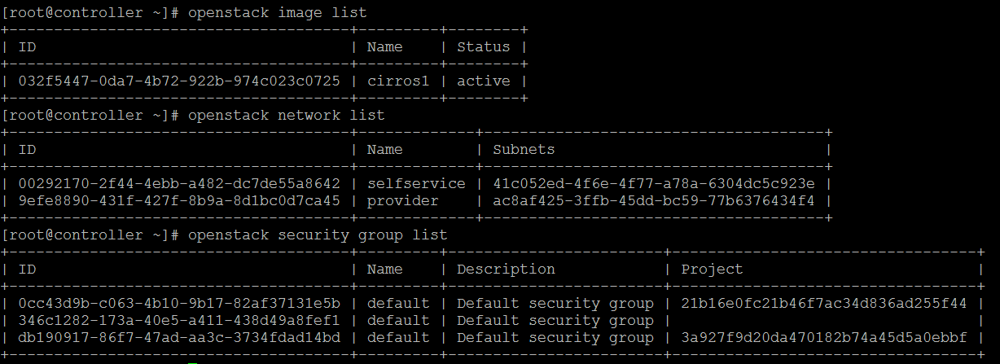 [root@controller ~]# openstack image list
+--------------------------------------+---------+--------+
| ID                                   | Name    | Status |
+--------------------------------------+---------+--------+
| 032f5447-0da7-4b72-922b-974c023c0725 | cirros1 | active |
+--------------------------------------+---------+--------+
[root@controller ~]# openstack network list
+--------------------------------------+-------------+--------------------------------------+
| ID                                   | Name        | Subnets                              |
+--------------------------------------+-------------+--------------------------------------+
| 00292170-2f44-4ebb-a482-dc7de55a8642 | selfservice | 41c052ed-4f6e-4f77-a78a-6304dc5c923e |
| 9efe8890-431f-427f-8b9a-8d1bc0d7ca45 | provider    | ac8af425-3ffb-45dd-bc59-77b6376434f4 |
+--------------------------------------+-------------+--------------------------------------+
[root@controller ~]# openstack security group list
+--------------------------------------+---------+------------------------+----------------------------------+
| ID                                   | Name    | Description            | Project                          |
+--------------------------------------+---------+------------------------+----------------------------------+
| 0cc43d9b-c063-4b10-9b17-82af37131e5b | default | Default security group | 21b16e0fc21b46f7ac34d836ad255f44 |
| 346c1282-173a-40e5-a411-438d49a8fef1 | default | Default security group |                                  |
| db190917-86f7-47ad-aa3c-3734fdad14bd | default | Default security group | 3a927f9d20da470182b74a45d5a0ebbf |
+--------------------------------------+---------+------------------------+----------------------------------+